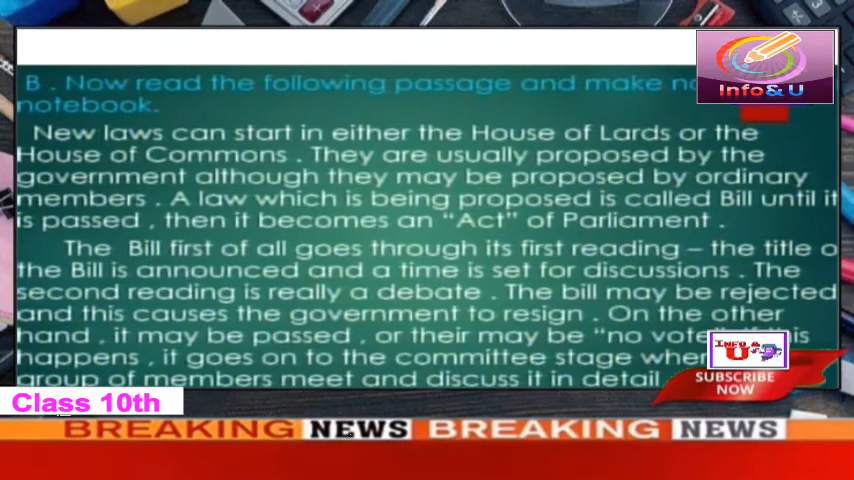 B . Now read the following passage and make no
notebook.
New laws can start in either the House of Lards or the
House of Commons . They are usually proposed by the
government although they may be proposed by ordinary
members . A law which is being proposed is called Bill until it
is passed , then it becomes an “Act” of Parliament .
The Bill first of all goes through its first reading – the title o
the Bill is announced and a time is set for discussions . The
second reading is really a debate . The bill may be rejected
and this causes the government to resign . On the other
hand , it may be passed , or their may be “no vote” If this
happens , it goes on to the committee stage wher
group of members meet and discuss it in detail
Info& U
INFO &
U
SUBSCRIBE
NOW
Class 10th
BREAKING NEWS BREAKING NEWS